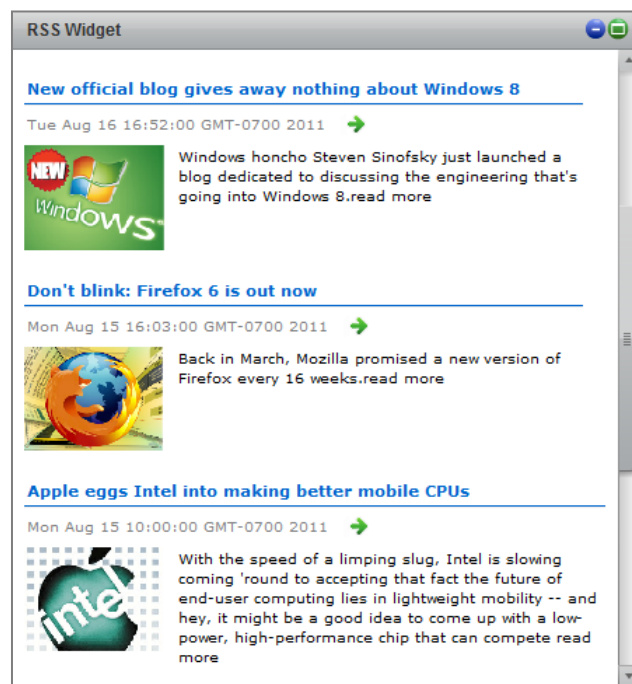 RSS Widget
New official blog gives away nothing about Windows 8
Tue Aug 16 16:52:00 GMT-0700 2011
NEW
Windows
Windows honcho Steven Sinofsky just launched a
blog dedicated to discussing the engineering that's
going into Windows 8.read more
Don't blink: Firefox 6 is out now
Mon Aug 15 16:03:00 GMT-0700 2011
Back in March, Mozilla promised a new version of
Firefox every 16 weeks.read more
Apple eggs Intel into making better mobile CPUs
Mon Aug 15 10:00:00 GMT-0700 2011
intel
With the speed of a limping slug, Intel is slowing
coming 'round to accepting that fact the future of
end-user computing lies in lightweight mobility -- and
hey, it might be a good idea to come up with a low-
power, high-performance chip that can compete read
more